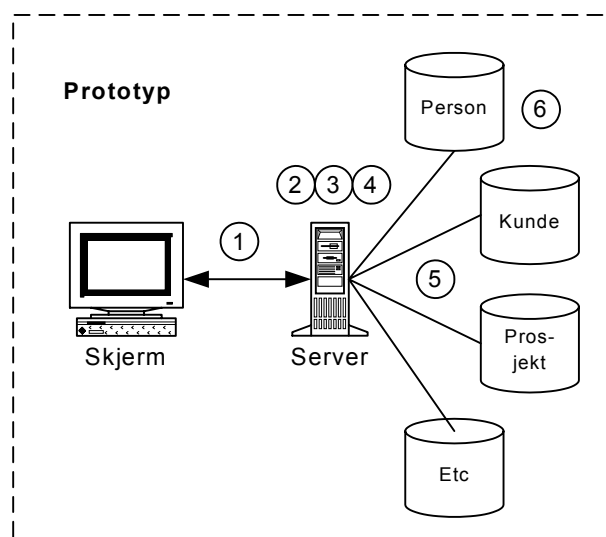 Prototyp
Person
6
2 3 4
Kunde
1
5
Skjerm
Server
Pros-
jekt
Etc